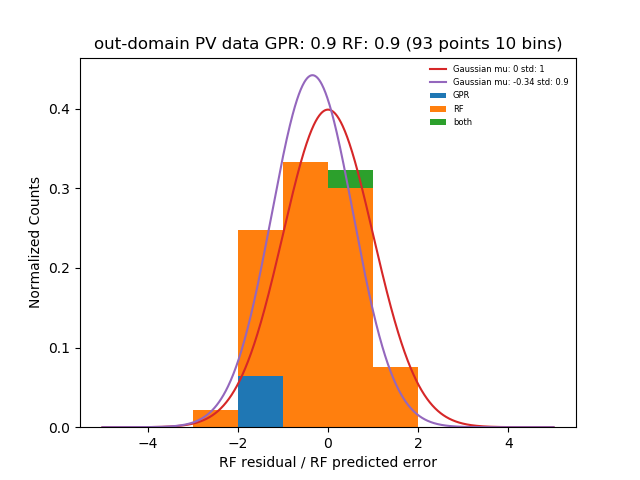 out-domain PV data GPR: 0.9 RF: 0.9 (93 points 10 bins)
Gaussian mu: 0 std: 1
Gaussian mu: -0.34 std: 0.9
GPR
RF
both
Normalized Counts
0.4
0.3
0.2
0.1
0.0
−4 −2 0 2 4
RF residual / RF predicted error